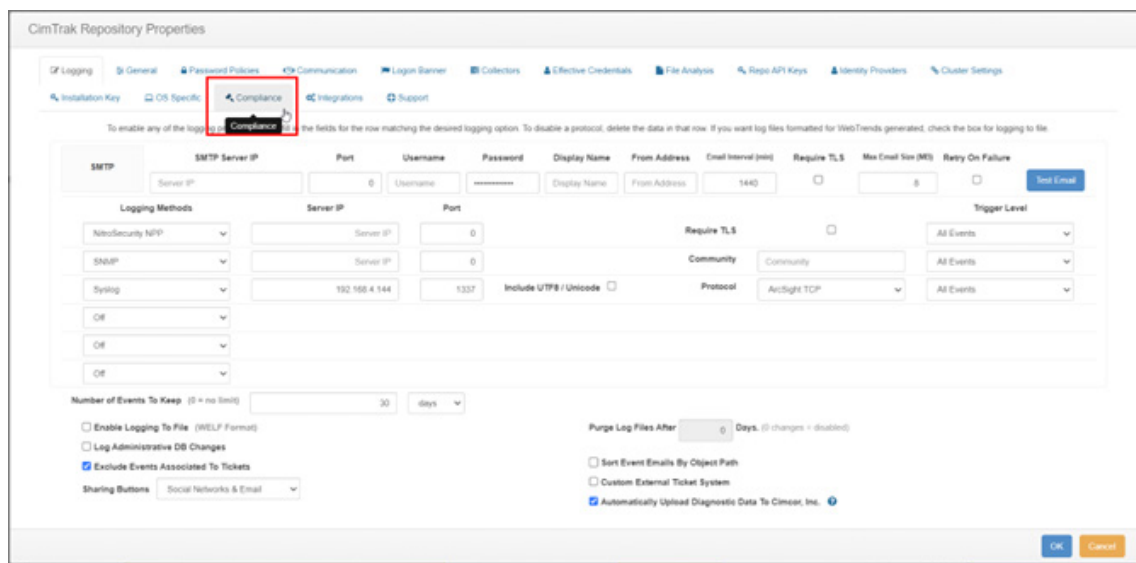 CimTrak Repository Properties
Logging General Password Policies Communication Logon Banner Collectors Effective Credentials File Analysis Repo API Keys Identity Providers Cluster Settings
Installation Key OS Specific Compliance Integrations Support
Compliance
To enable any of the logging in the fields for the row matching the desired logging option. To disable a protocol, delete the data in that row. If you want log files formatted for WebTrends generated, check the box for logging to file.
SMTP SMTP Server IP Port Username Password Display Name From Address Email Interval (min) Require TLS Max Email Size (MB) Retry On Failure
Server IP 0 Username ************ Display Name From Address 1440 8 Test Email
Logging Methods Server IP Port Trigger Level
NitroSecurity NPP Server IP 0 Require TLS All Events
SNMP Server IP 0 Community Community All Events
Syslog 192.168.4.144 1337 Include UTF8 / Unicode Protocol ArcSight TCP All Events
Off
Off
Off
Number of Events To Keep (0 = no limit) 30 days
Enable Logging To File (WELF Format) Purge Log Files After 0 Days. (0 changes = disabled)
Log Administrative DB Changes
Exclude Events Associated To Tickets Sort Event Emails By Object Path
Sharing Buttons Social Networks & Email Custom External Ticket System
Automatically Upload Diagnostic Data To Cimcor, Inc.
OK Cancel